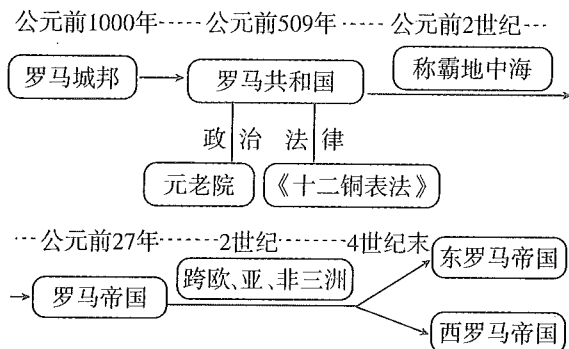 公元前1000年·····公元前509年·····公元前2世纪···
罗马城邦 罗马共和国 称霸地中海
政治 法律
元老院 《十二铜表法》
····公元前27年······2世纪·······4世纪末
罗马帝国 跨欧、亚、非三洲 东罗马帝国
西罗马帝国